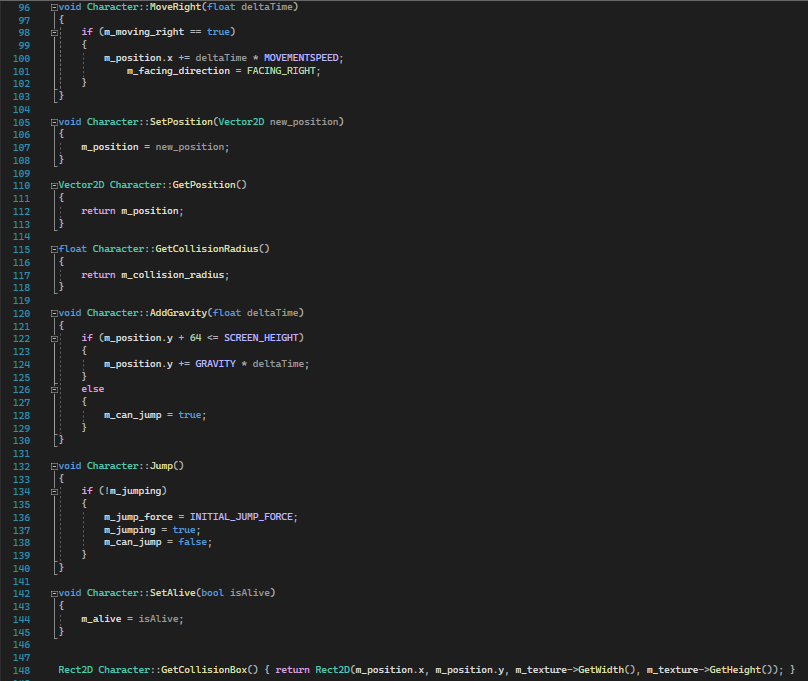 96 void Character::MoveRight(float deltaTime)
97 {
98 if (m_moving_right == true)
99 {
100 m_position.x += deltaTime * MOVEMENTSPEED;
101 m_facing_direction = FACING_RIGHT;
102 }
103 }
104
105 void Character::SetPosition(Vector2D new_position)
106 {
107 m_position = new_position;
108 }
109
110 Vector2D Character::GetPosition()
111 {
112 return m_position;
113 }
114
115 float Character::GetCollisionRadius()
116 {
117 return m_collision_radius;
118 }
119
120 void Character::AddGravity(float deltaTime)
121 {
122 if (m_position.y + 64 <= SCREEN_HEIGHT)
123 {
124 m_position.y += GRAVITY * deltaTime;
125 }
126 else
127 {
128 m_can_jump = true;
129 }
130 }
131
132 void Character::Jump()
133 {
134 if (!m_jumping)
135 {
136 m_jump_force = INITIAL_JUMP_FORCE;
137 m_jumping = true;
138 m_can_jump = false;
139 }
140 }
141
142 void Character::SetAlive(bool isAlive)
143 {
144 m_alive = isAlive;
145 }
146
147
148 Rect2D Character::GetCollisionBox() { return Rect2D(m_position.x, m_position.y, m_texture->GetWidth(), m_texture->GetHeight()); }